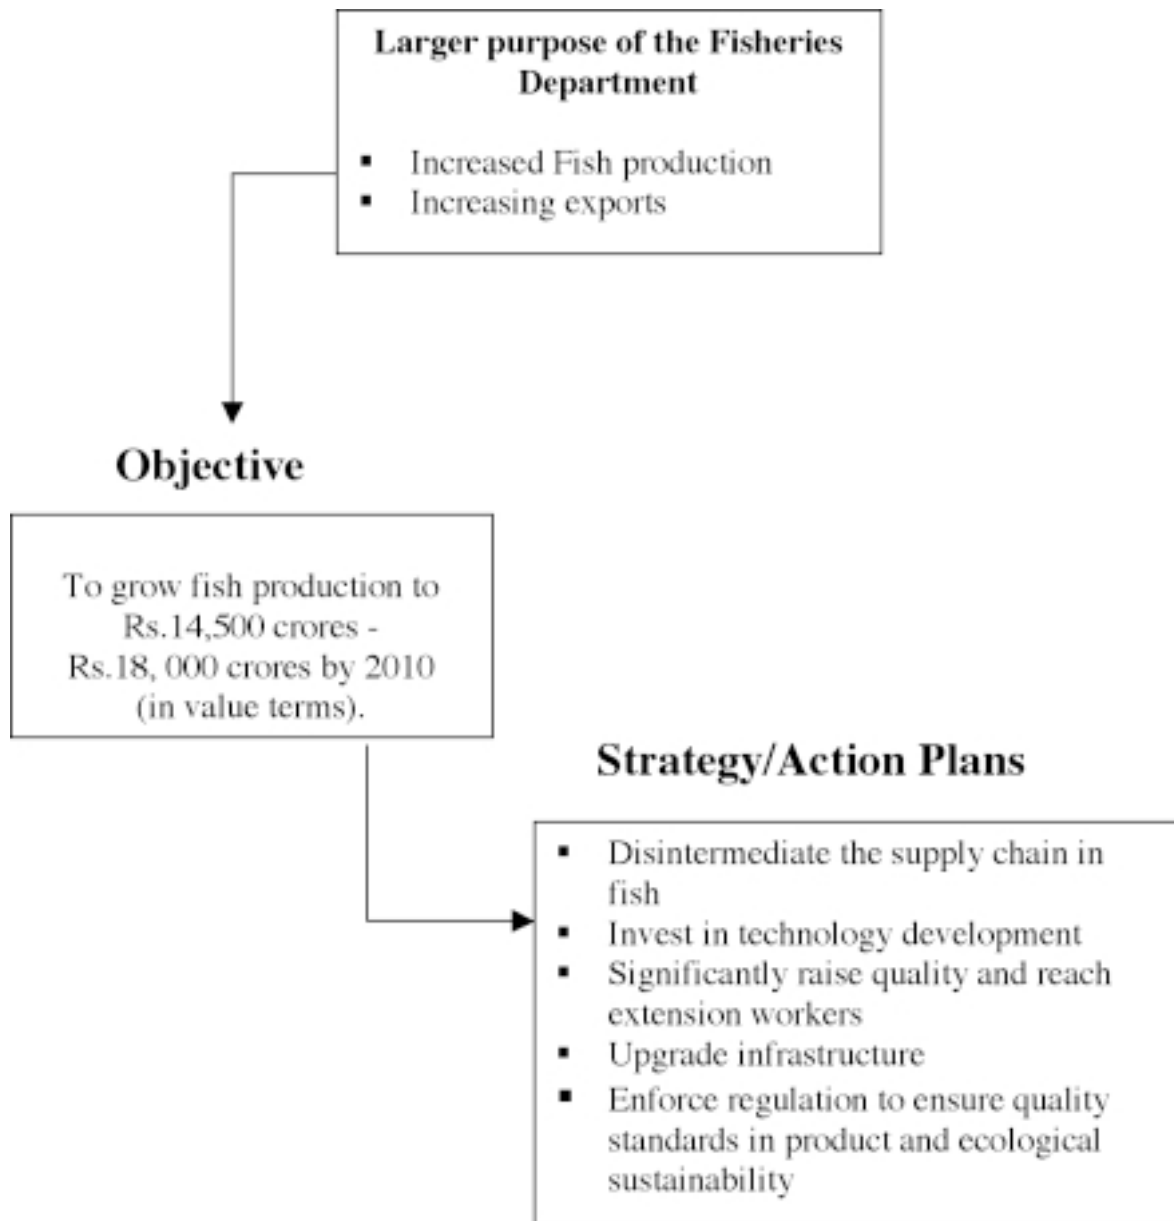 Larger purpose of the Fisheries
Department
▪ Increased Fish production
▪ Increasing exports
Objective
To grow fish production to
Rs.14,500 crores -
Rs.18, 000 crores by 2010
(in value terms).
Strategy/Action Plans
▪ Disintermediate the supply chain in
fish
▪ Invest in technology development
▪ Significantly raise quality and reach
extension workers
▪ Upgrade infrastructure
▪ Enforce regulation to ensure quality
standards in product and ecological
sustainability